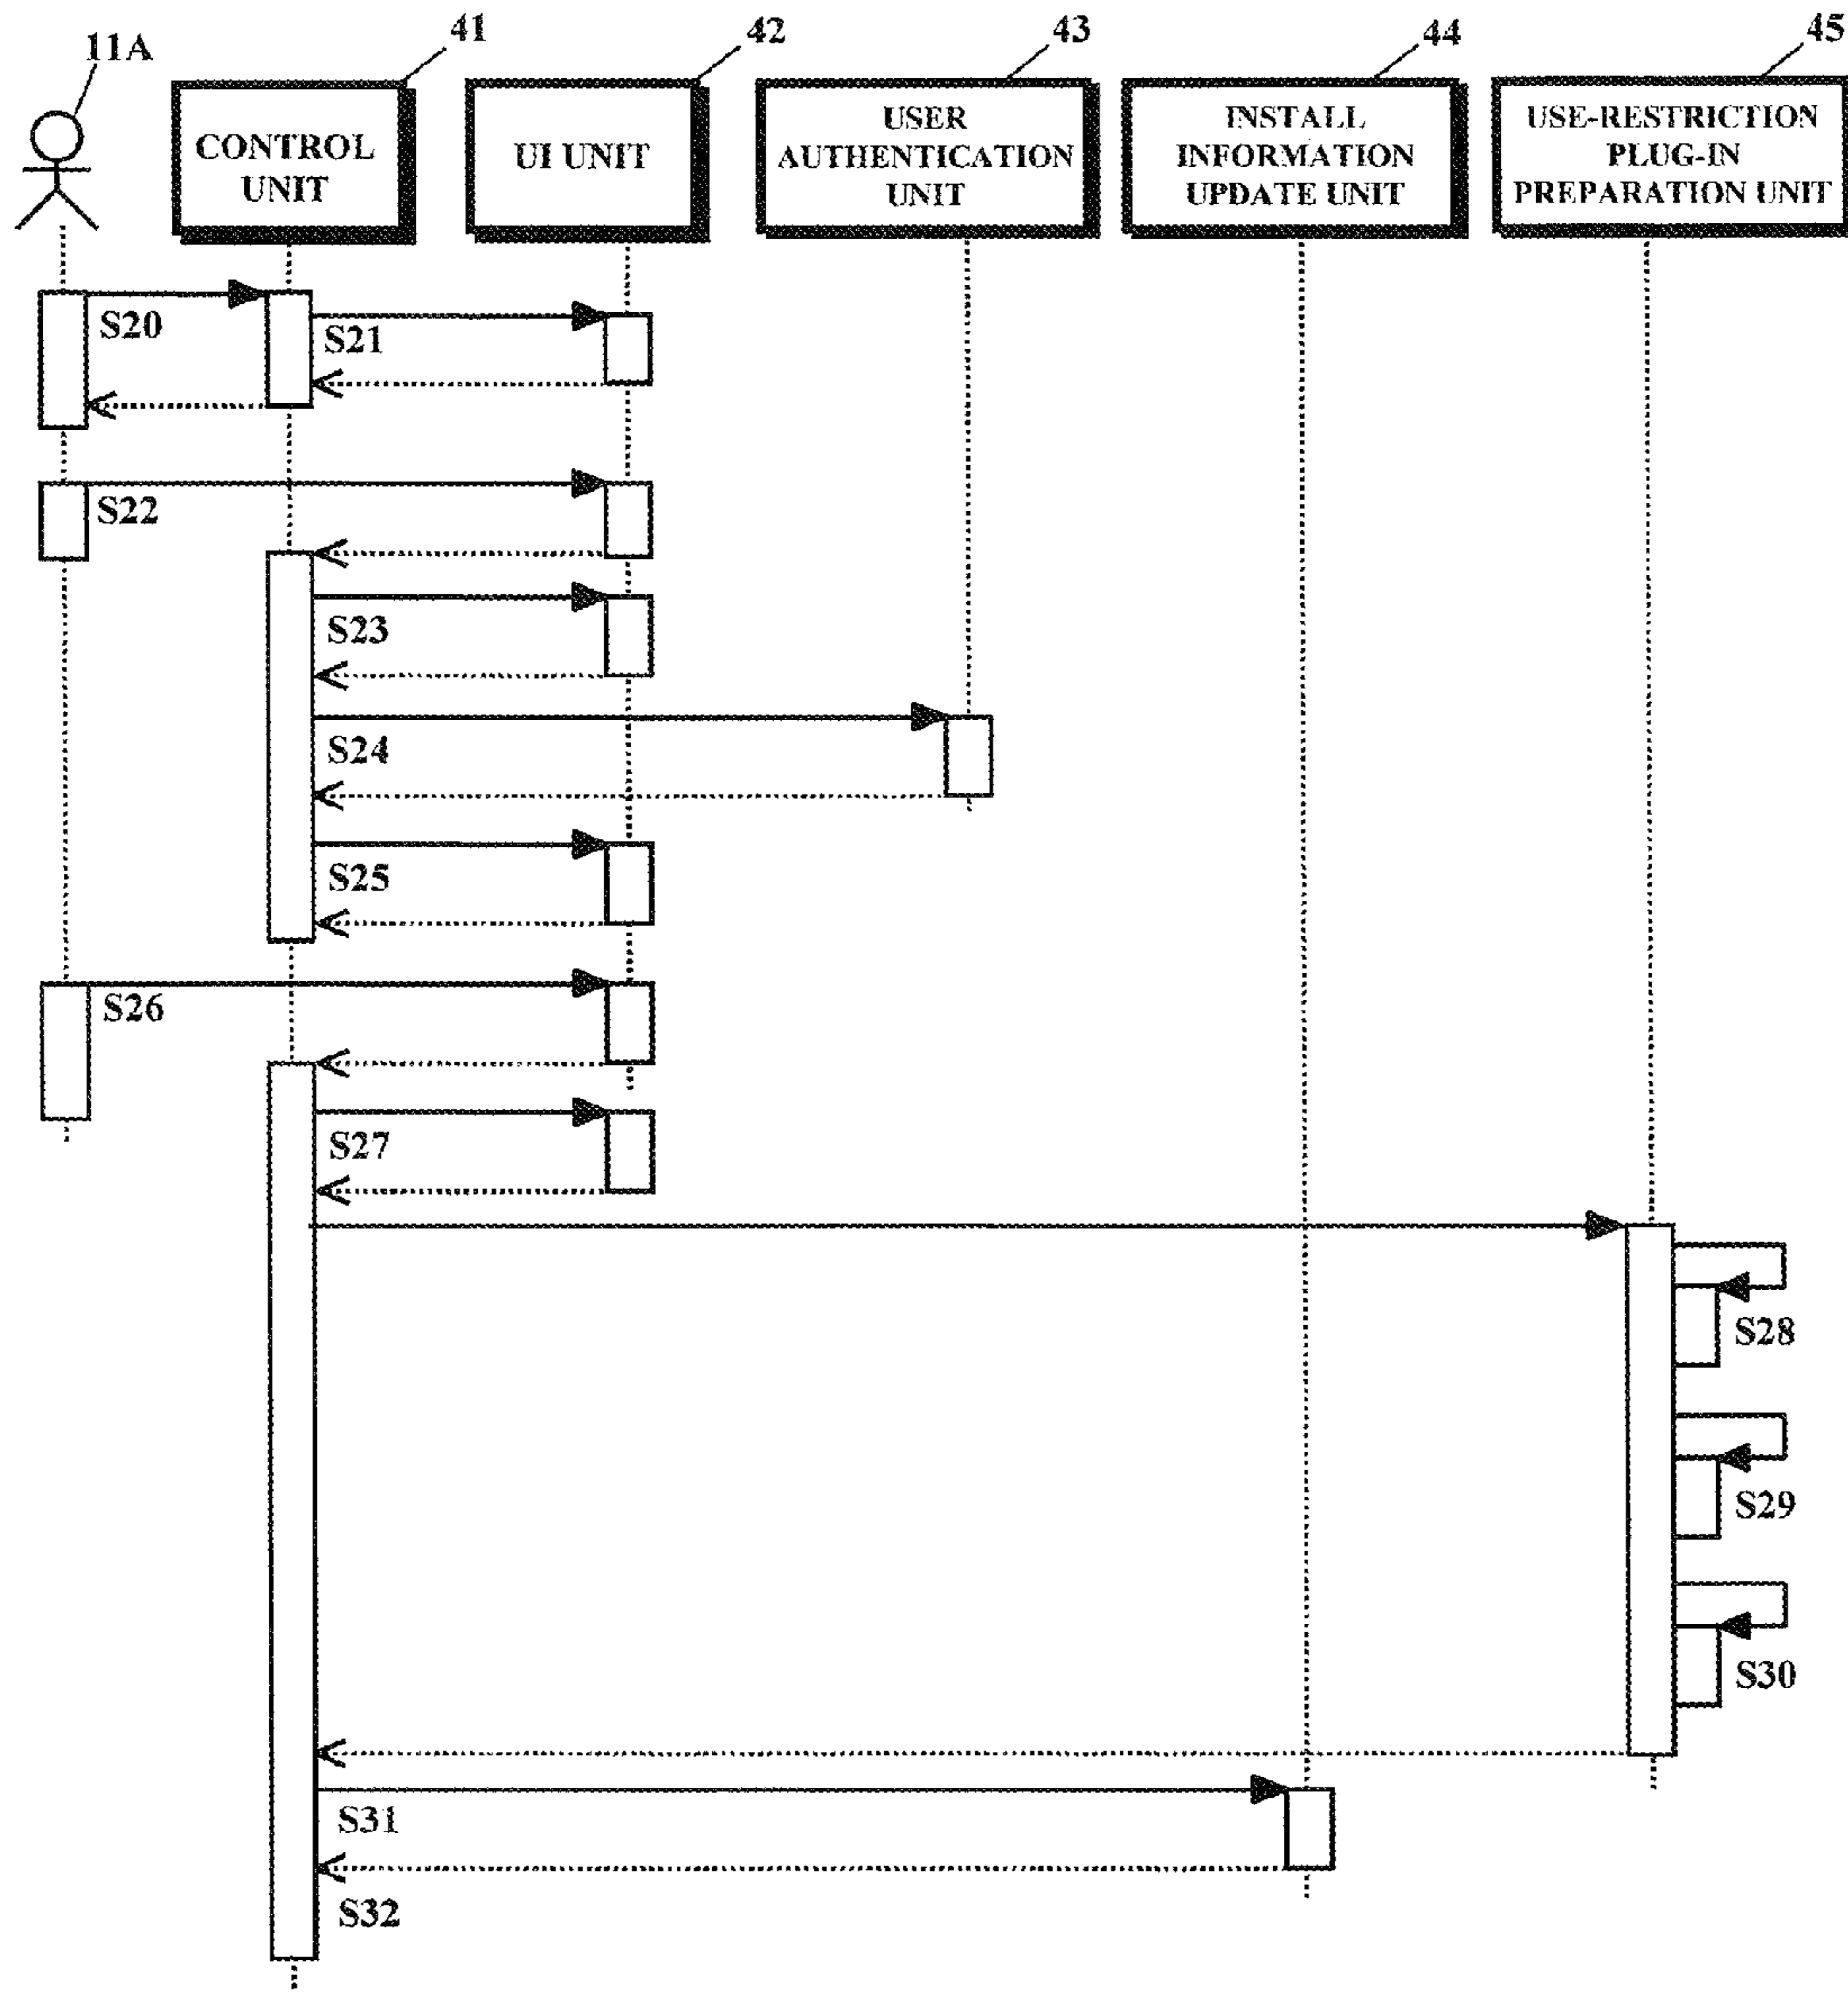 11A
41
42
43
44
45
CONTROL
UNIT
UI UNIT
USER
AUTHENTICATION
UNIT
INSTALL
INFORMATION
UPDATE UNIT
USE-RESTRICTION
PLUG-IN
PREPARATION UNIT
S20
S21
S22
S23
S24
S25
S26
S27
S28
S29
S30
S31
S32